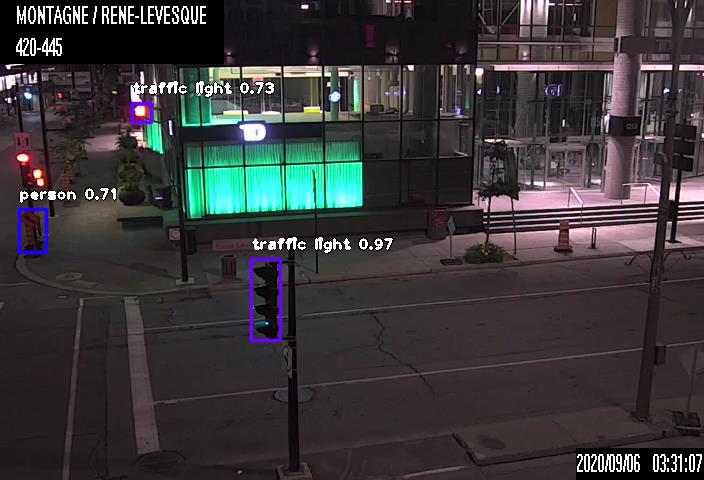 MONTAGNE / RENE-LEVESQUE
420-445
traffic light 0.73
person 0.71
TD
traffic light 0.97
2020/09/06 03:31:07